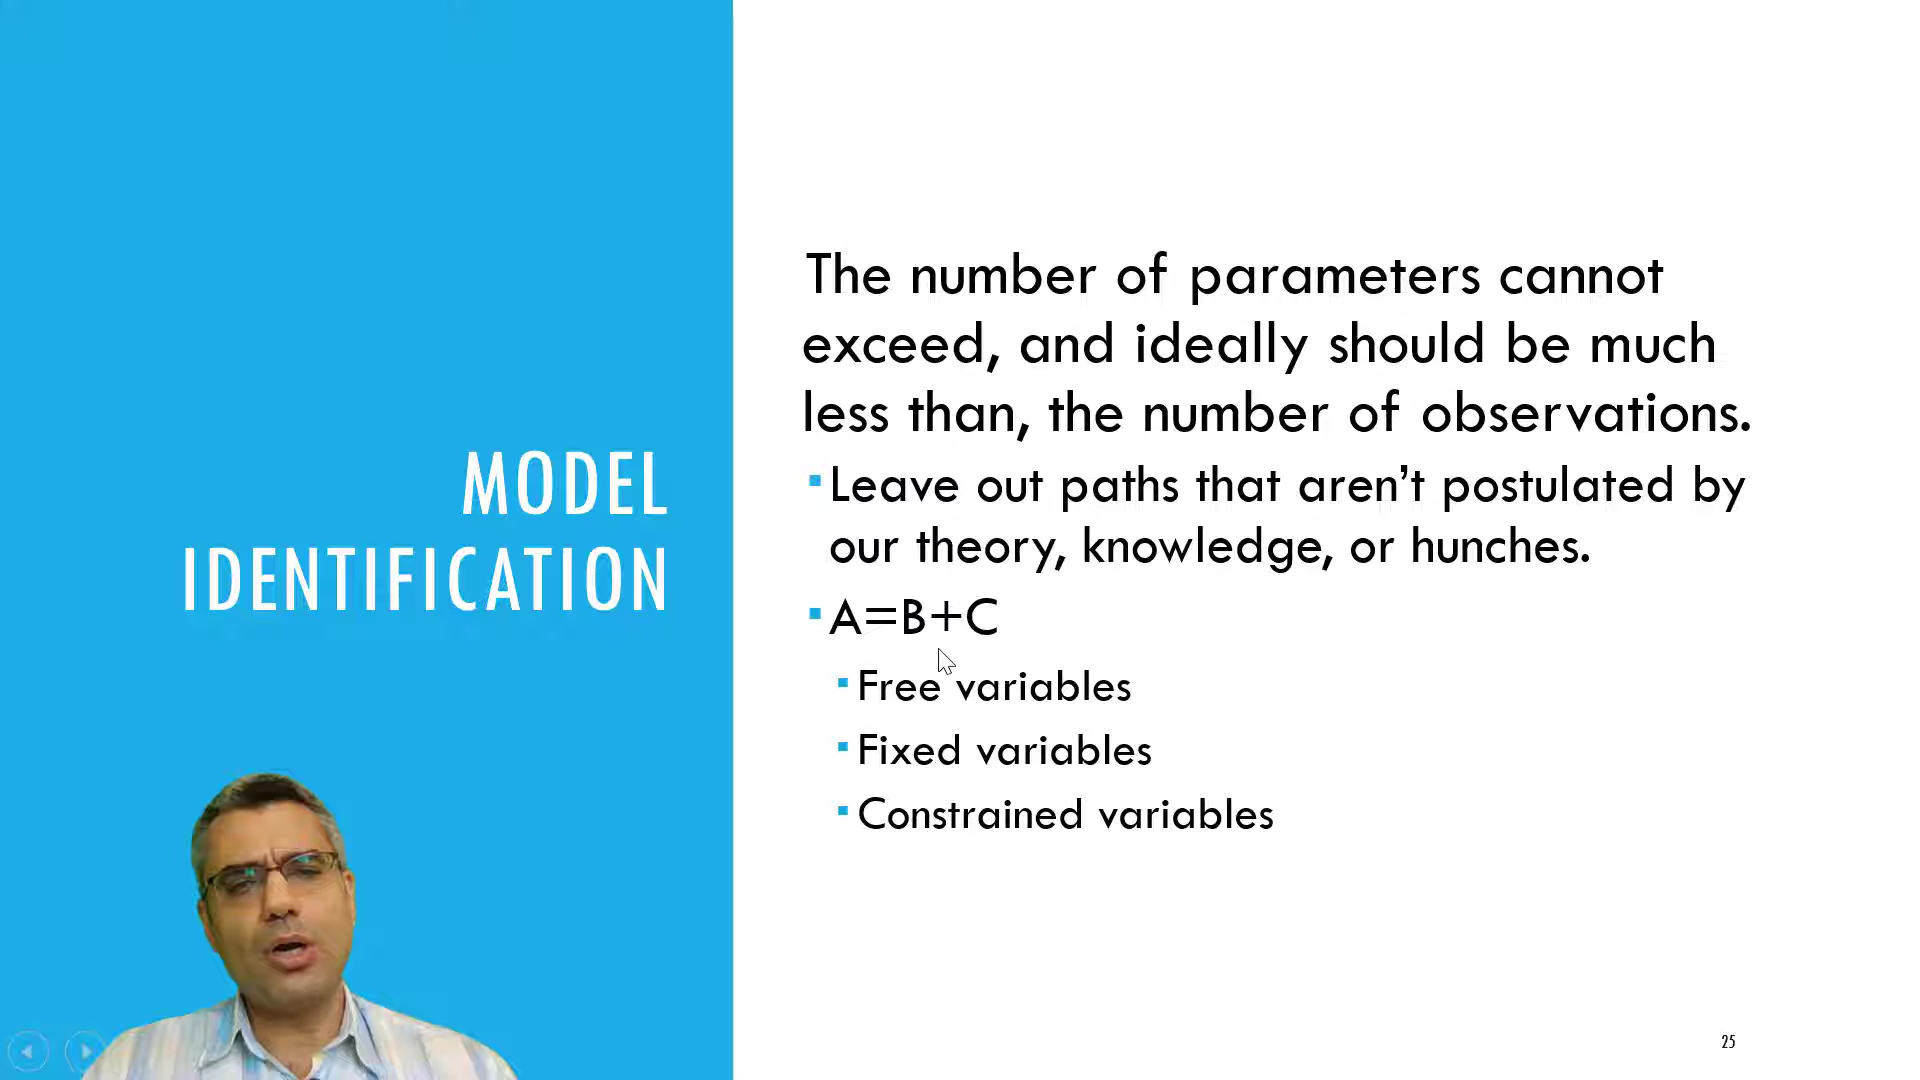 MODEL
IDENTIFICATION
The number of parameters cannot
exceed, and ideally should be much
less than, the number of observations.
Leave out paths that aren’t postulated by
our theory, knowledge, or hunches.
A=B+C
Free variables
Fixed variables
Constrained variables
25